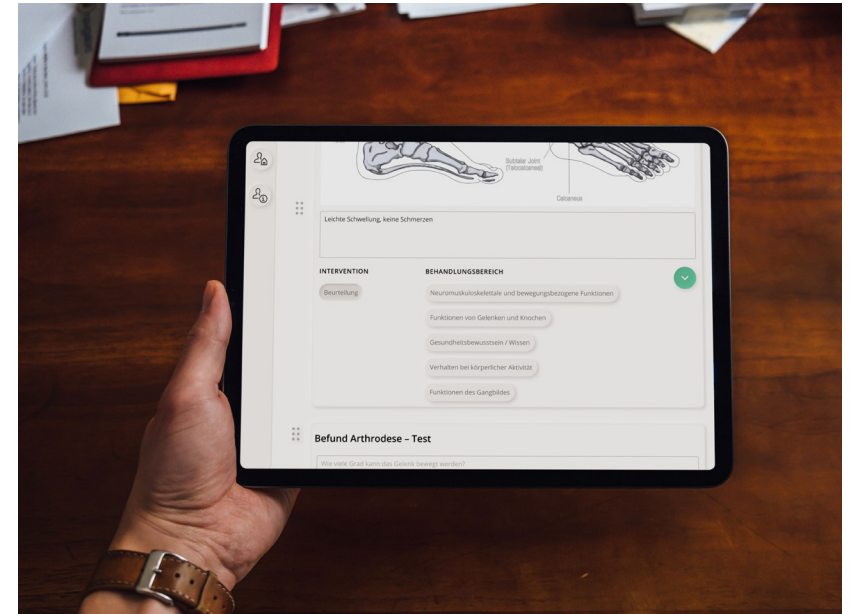 Subtalar Joint
(Talocalcaneal)
Calcaneus
Leichte Schwellung, keine Schmerzen
INTERVENTION
BEHANDLUNGSBEREICH
Beurteilung
Neuromuskuloskelettale und bewegungsbezogene Funktionen
Funktionen von Gelenken und Knochen
Gesundheitsbewusstsein / Wissen
Verhalten bei körperlicher Aktivität
Funktionen des Gangbildes
Befund Arthrodese – Test
Wie viele Grad kann das Gelenk bewegt werden?